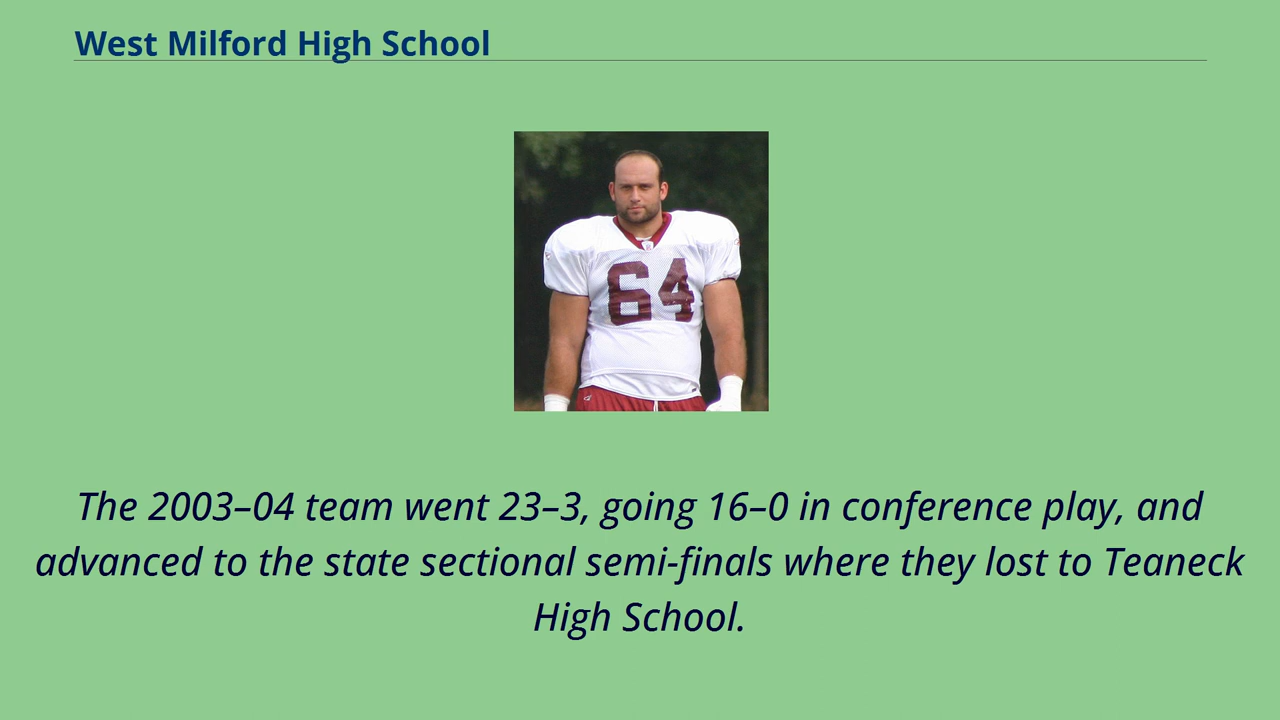 West Milford High School
64
The 2003–04 team went 23–3, going 16–0 in conference play, and
advanced to the state sectional semi-finals where they lost to Teaneck
High School.